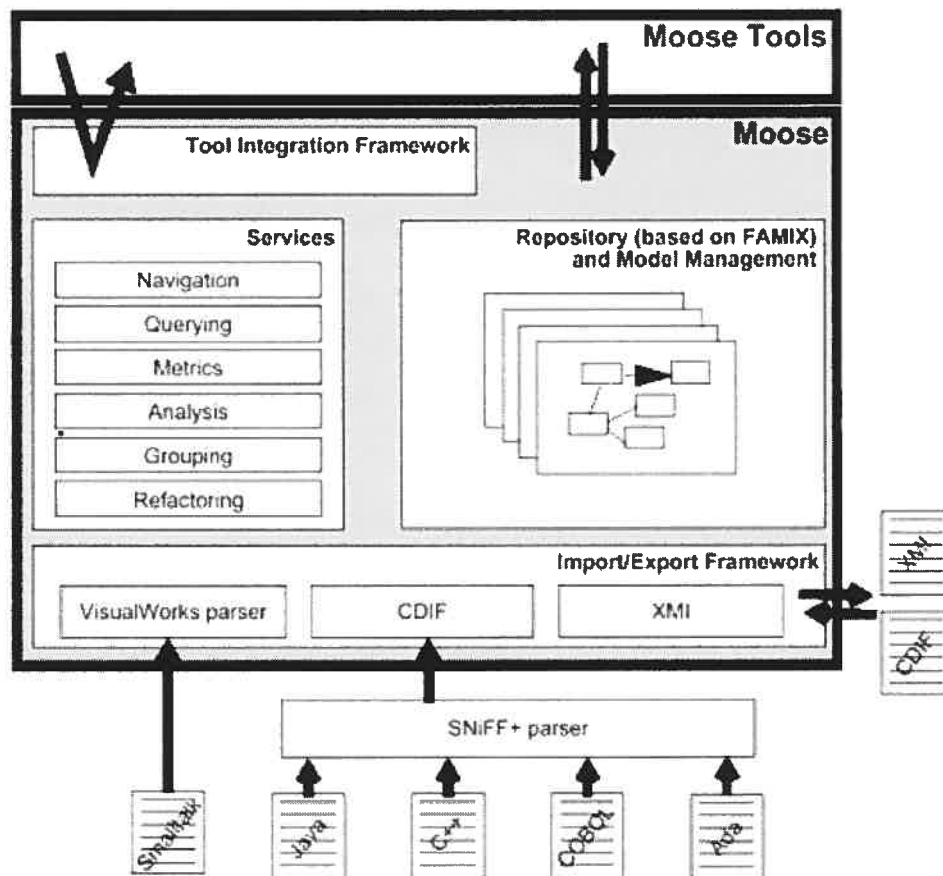 Moose Tools
Moose
Tool Integration Framework
Services
Navigation
Querying
Metrics
Analysis
Grouping
Refactoring
Repository (based on FAMIX)
and Model Management
Import/Export Framework
VisualWorks parser
CDIF
XMI
XMI
CDIF
SNiFF+ parser
Smalltalk
Java
C++
COBOL
Ada